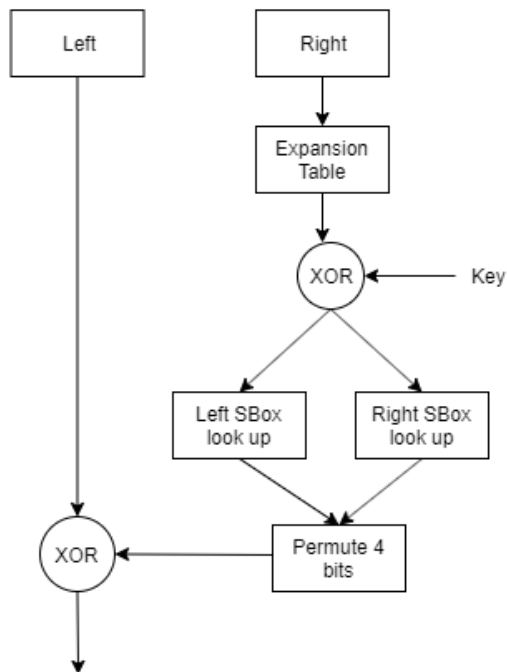 Left
Right
Expansion
Table
XOR
Key
Left SBox
look up
Right SBox
look up
XOR
Permute 4
bits